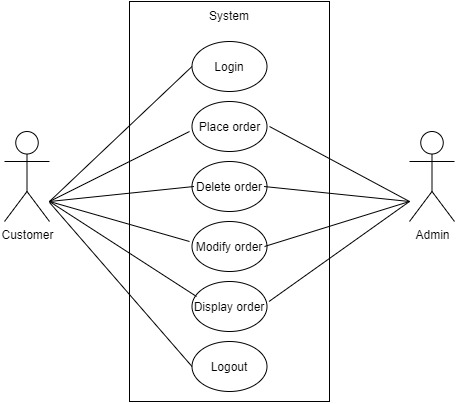 System
Login
Place order
Delete order
Modify order
Display order
Logout
Customer
Admin